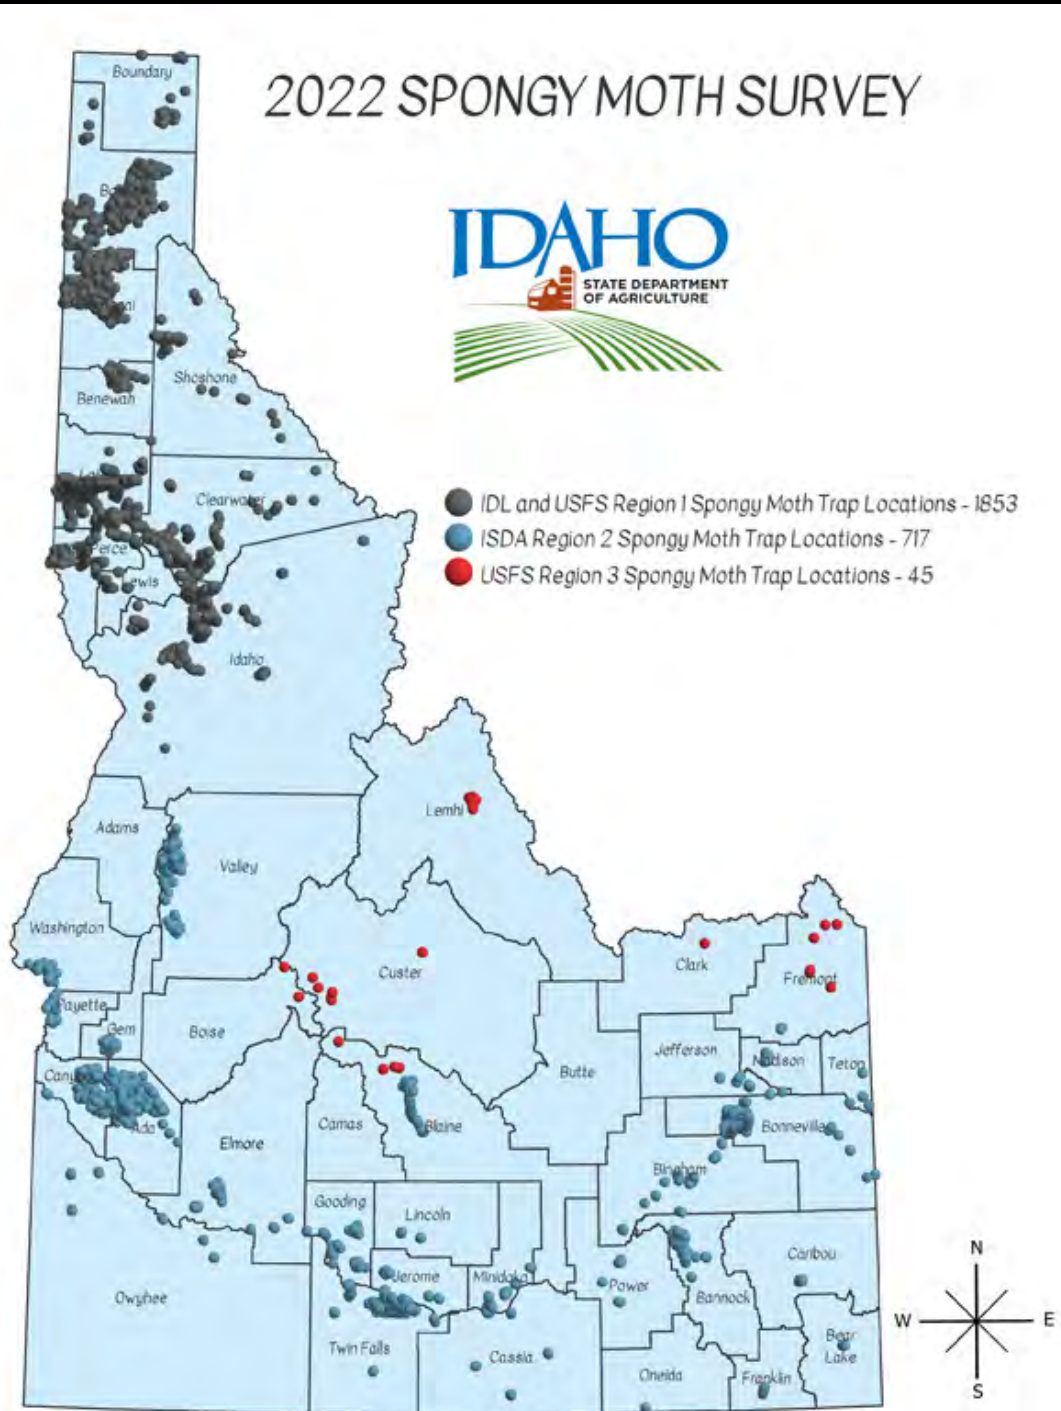 2022 SPONGY MOTH SURVEY
IDAHO
STATE DEPARTMENT
OF AGRICULTURE
IDL and USFS Region 1 Spongy Moth Trap Locations - 1853
ISDA Region 2 Spongy Moth Trap Locations - 717
USFS Region 3 Spongy Moth Trap Locations - 45
Boundary
Shoshone
Benewah
Clearwater
Perce
Lewis
Idaho
Lemhi
Adams
Valley
Washington
Custer
Clark
Fremont
Payette
Gem
Boise
Jefferson
Madison
Teton
Butte
Ada
Camas
Blaine
Bonneville
Elmore
Bingham
Gooding
Lincoln
Caribou
Jerome
Minidoka
Power
Bannock
Owyhee
Twin Falls
Cassia
Bear
Lake
Oneida
Franklin
N
W
E
S